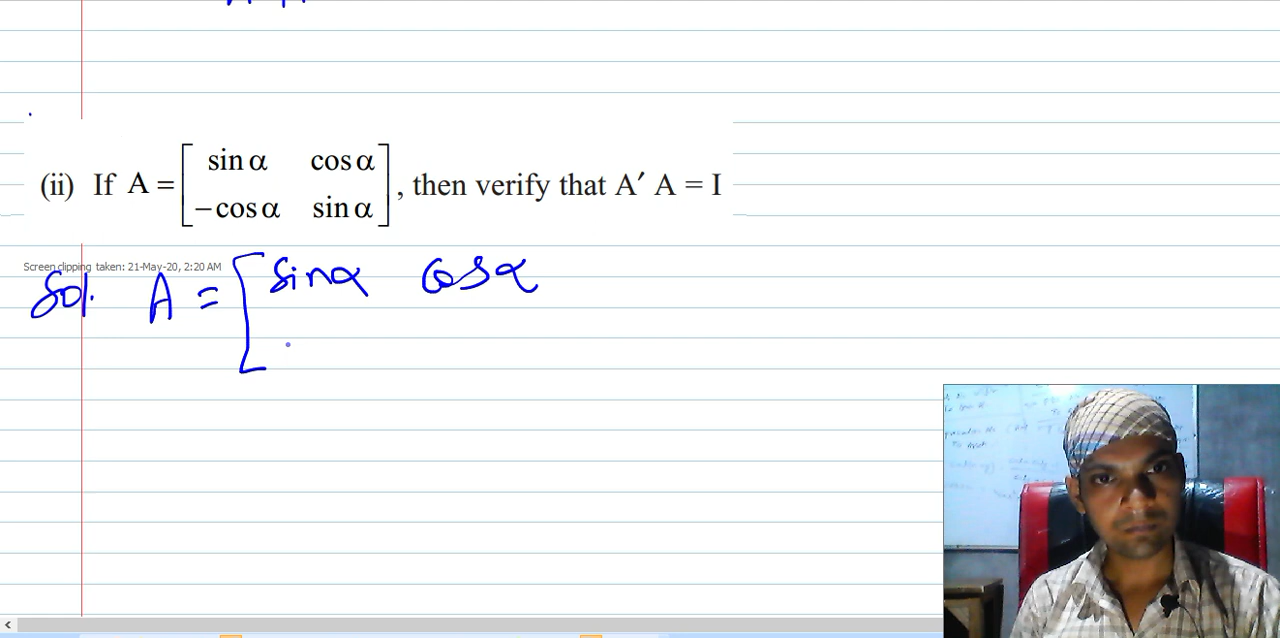 (ii) If A = [ sin α cos α
−cos α sin α ] , then verify that A′ A = I
Screen clipping taken: 21-May-20, 2:20 AM
Sol. A = [ sinα cosα